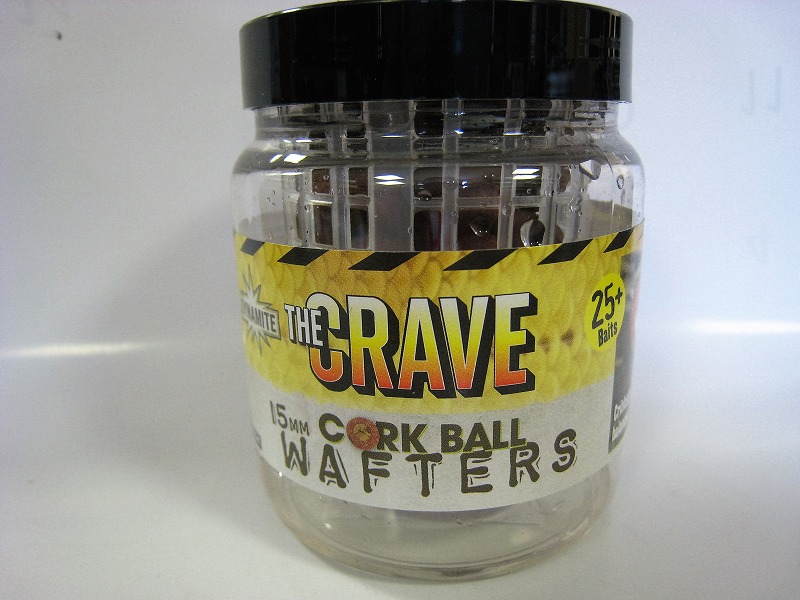 DYNAMITE
THE CRAVE
25+
Baits
15MM CORK BALL
WAFTERS